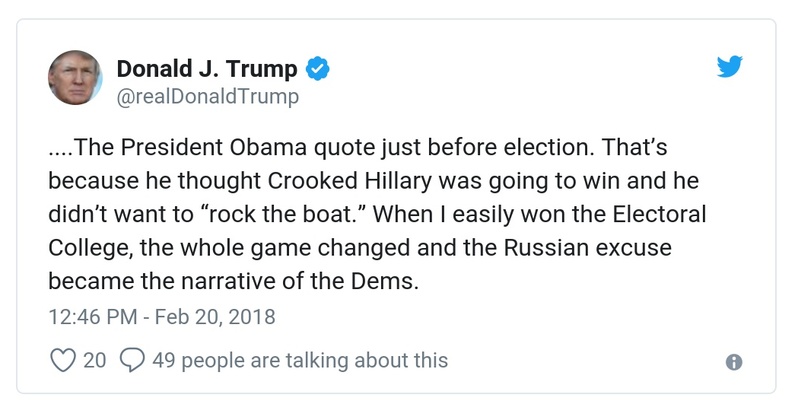 Donald J. Trump
@realDonaldTrump
....The President Obama quote just before election. That’s
because he thought Crooked Hillary was going to win and he
didn’t want to “rock the boat.” When I easily won the Electoral
College, the whole game changed and the Russian excuse
became the narrative of the Dems.
12:46 PM - Feb 20, 2018
20 49 people are talking about this